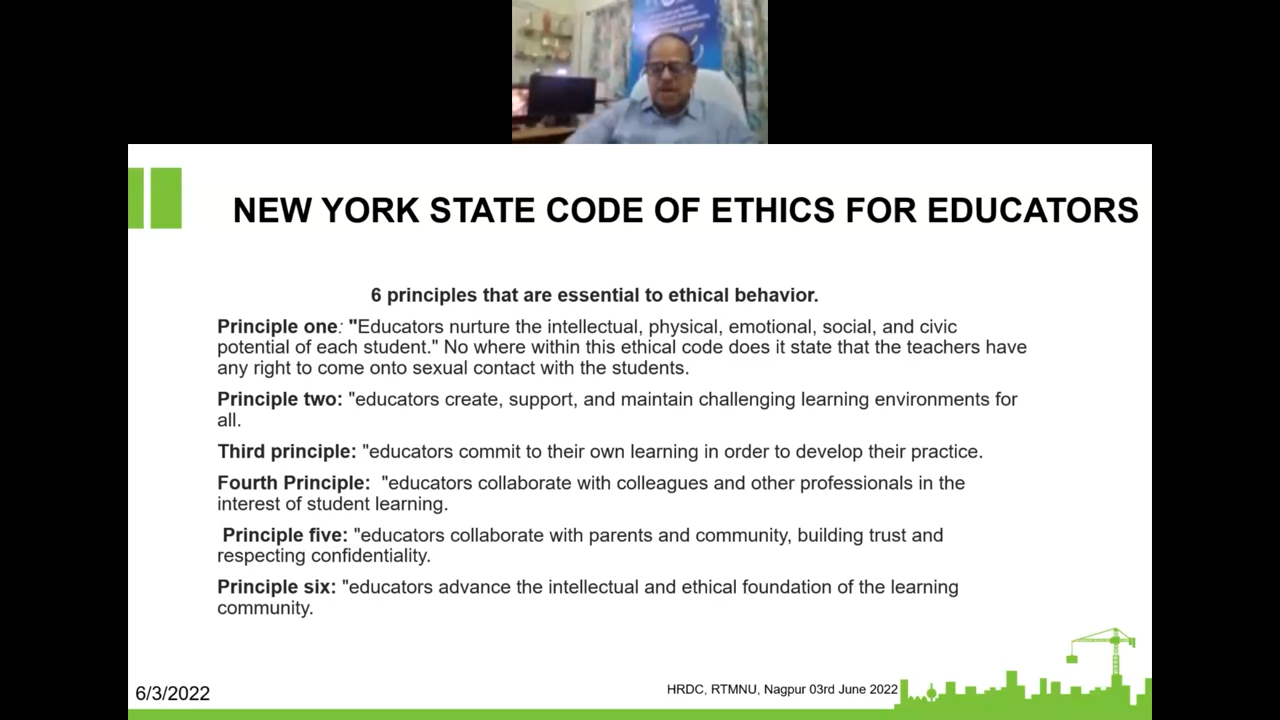 NEW YORK STATE CODE OF ETHICS FOR EDUCATORS
6 principles that are essential to ethical behavior.
Principle one: "Educators nurture the intellectual, physical, emotional, social, and civic
potential of each student." No where within this ethical code does it state that the teachers have
any right to come onto sexual contact with the students.
Principle two: "educators create, support, and maintain challenging learning environments for
all.
Third principle: "educators commit to their own learning in order to develop their practice.
Fourth Principle: "educators collaborate with colleagues and other professionals in the
interest of student learning.
Principle five: "educators collaborate with parents and community, building trust and
respecting confidentiality.
Principle six: "educators advance the intellectual and ethical foundation of the learning
community.
6/3/2022
HRDC, RTMNU, Nagpur 03rd June 2022